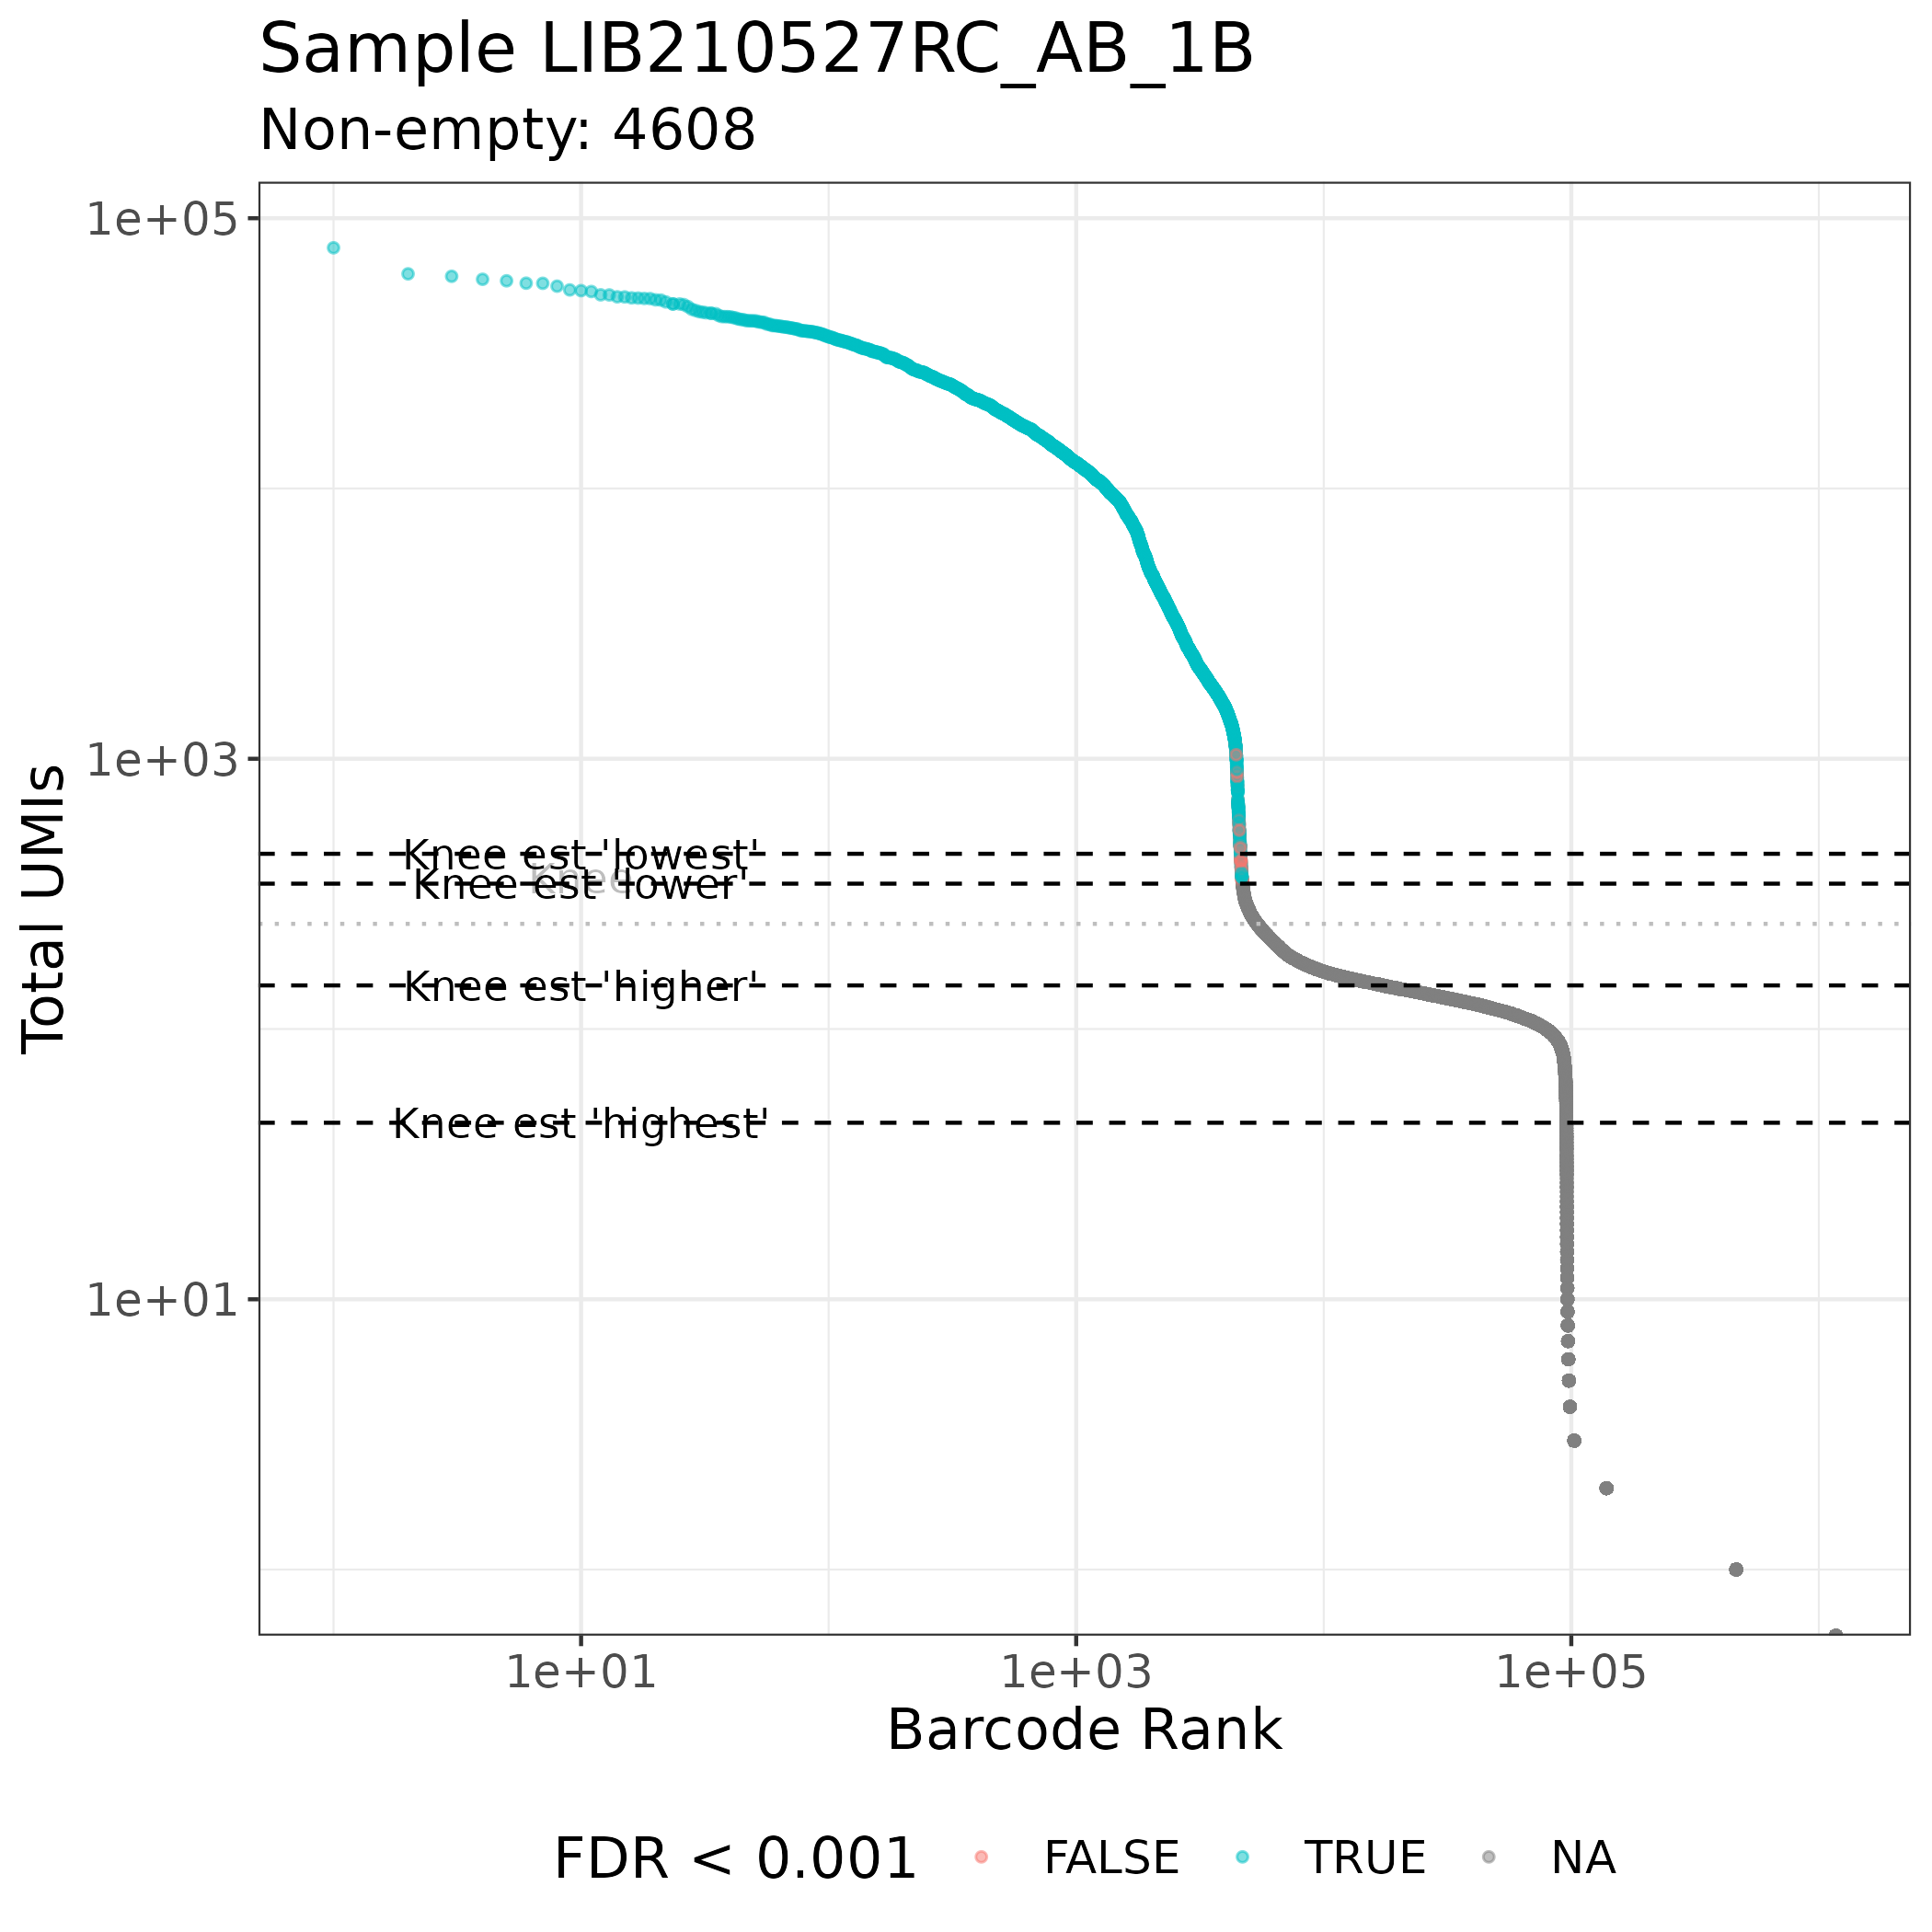 Sample LIB210527RC_AB_1B
Non-empty: 4608
1e+05
1e+03
1e+01
Total UMIs
Knee est 'lowest'
Knee
Knee est 'lower'
Knee est 'higher'
Knee est 'highest'
1e+01 1e+03 1e+05
Barcode Rank
FDR < 0.001 FALSE TRUE NA